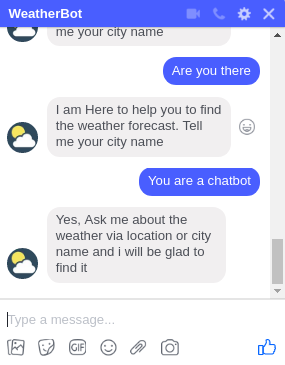 WeatherBot
me your city name
Are you there
I am Here to help you to find
the weather forecast. Tell
me your city name
You are a chatbot
Yes, Ask me about the
weather via location or city
name and i will be glad to
find it
Type a message...
GIF